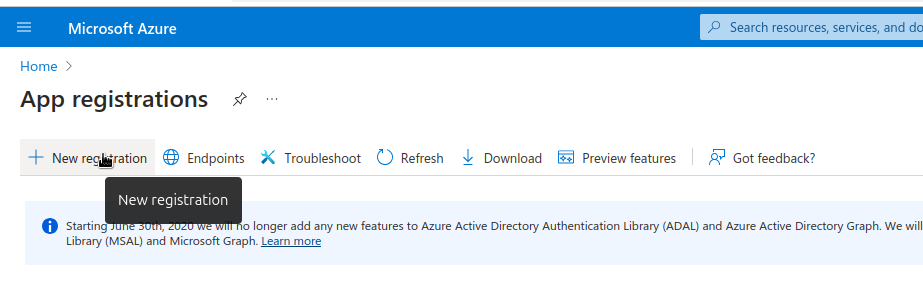 Microsoft Azure
Search resources, services, and do
Home
App registrations
New registration Endpoints Troubleshoot Refresh Download Preview features Got feedback?
New registration
Starting June 30th, 2020 we will no longer add any new features to Azure Active Directory Authentication Library (ADAL) and Azure Active Directory Graph. We will
Library (MSAL) and Microsoft Graph. Learn more